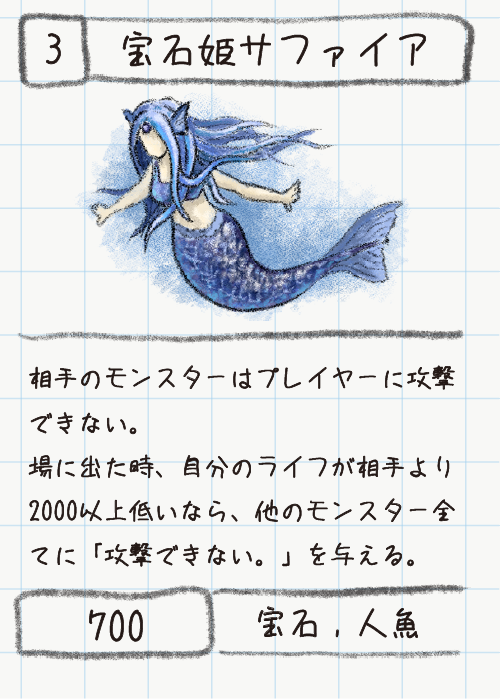 3 宝石姫サファイア
相手のモンスターはプレイヤーに攻撃
できない。
場に出た時、自分のライフが相手より
2000以上低いなら、他のモンスター全
てに「攻撃できない。」を与える。
700 宝石，人魚